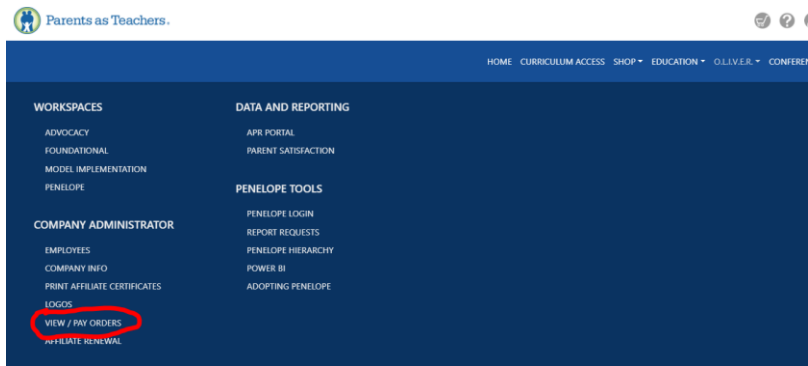 Parents as Teachers.
HOME CURRICULUM ACCESS SHOP EDUCATION O.L.I.V.E.R. CONFEREN
WORKSPACES
ADVOCACY
FOUNDATIONAL
MODEL IMPLEMENTATION
PENELOPE
COMPANY ADMINISTRATOR
EMPLOYEES
COMPANY INFO
PRINT AFFILIATE CERTIFICATES
LOGOS
VIEW / PAY ORDERS
AFFILIATE RENEWAL
DATA AND REPORTING
APR PORTAL
PARENT SATISFACTION
PENELOPE TOOLS
PENELOPE LOGIN
REPORT REQUESTS
PENELOPE HIERARCHY
POWER BI
ADOPTING PENELOPE